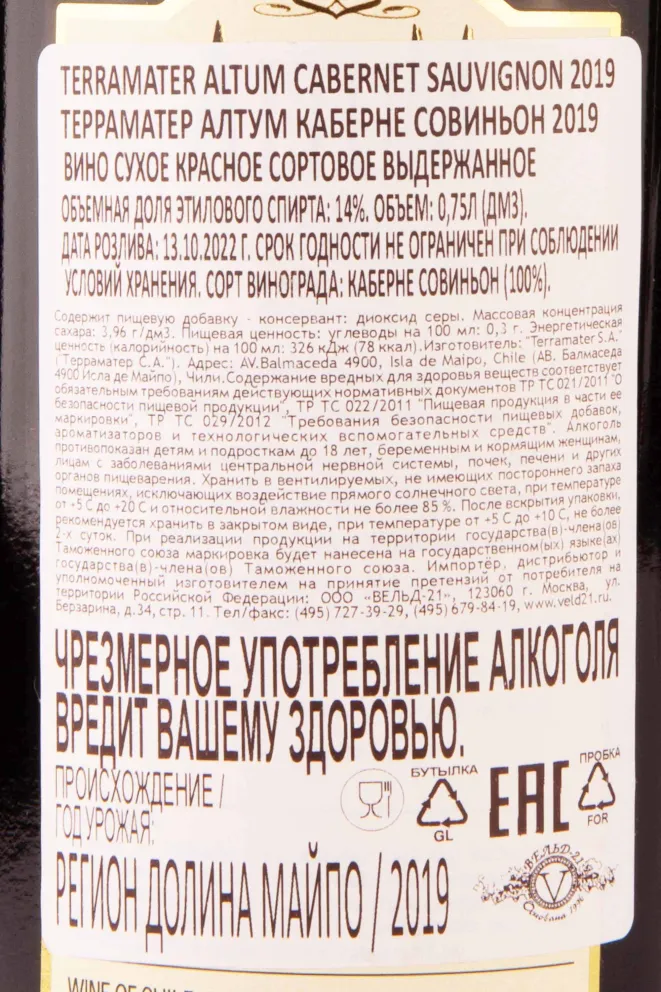 TERRAMATER ALTUM CABERNET SAUVIGNON 2019
ТЕРРАМАТЕР АЛТУМ КАБЕРНЕ СОВИНЬОН 2019
ВИНО СУХОЕ КРАСНОЕ СОРТОВОЕ ВЫДЕРЖАННОЕ
ОБЪЕМНАЯ ДОЛЯ ЭТИЛОВОГО СПИРТА: 14%. ОБЪЕМ: 0,75Л (ДМ3).
ДАТА РОЗЛИВА: 13.10.2022 Г. СРОК ГОДНОСТИ НЕ ОГРАНИЧЕН ПРИ СОБЛЮДЕНИИ
УСЛОВИЙ ХРАНЕНИЯ. СОРТ ВИНОГРАДА: КАБЕРНЕ СОВИНЬОН (100%).
Содержит пищевую добавку - консервант: диоксид серы. Массовая концентрация
сахара: 3,96 г/дм3. Пищевая ценность: углеводы на 100 мл: 0,3 г. Энергетическая
ценность (калорийность) на 100 мл: 326 кДж (78 ккал).Изготовитель: "Terramater S.A."
("Терраматер С.А."). Адрес: AV.Balmaceda 4900, Isla de Maipo, Chile (АВ. Балмаседа
4900 Исла де Майпо), Чили.Содержание вредных для здоровья веществ соответствует
обязательным требованиям действующих нормативных документов ТР ТС 021/2011 "О
безопасности пищевой продукции", ТР ТС 022/2011 "Пищевая продукция в части ее
маркировки", ТР ТС 029/2012 "Требования безопасности пищевых добавок,
ароматизаторов и технологических вспомогательных средств". Алкоголь
противопоказан детям и подросткам до 18 лет, беременным и кормящим женщинам,
лицам с заболеваниями центральной нервной системы, почек, печени и других
органов пищеварения. Хранить в вентилируемых, не имеющих постороннего запаха
помещениях, исключающих воздействие прямого солнечного света, при температуре
от +5 С до +20 С и относительной влажности не более 85 %. После вскрытия упаковки,
рекомендуется хранить в закрытом виде, при температуре от +5 С до +10 С, не более
2-х суток. При реализации продукции на территории государства(в)-члена(ов)
Таможенного союза маркировка будет нанесена на государственном(ых) языке(ах)
государства(в)-члена(ов) Таможенного союза. Импортёр, дистрибьютор и
уполномоченный изготовителем на принятие претензий от потребителя на
территории Российской Федерации: ООО «ВЕЛЬД-21», 123060 г. Москва, ул.
Берзарина, д.34, стр. 11. Тел/факс: (495) 727-39-29, (495) 679-84-19, www.veld21.ru.
ЧРЕЗМЕРНОЕ УПОТРЕБЛЕНИЕ АЛКОГОЛЯ
ВРЕДИТ ВАШЕМУ ЗДОРОВЬЮ.
ПРОИСХОЖДЕНИЕ /
ГОД УРОЖАЯ:
БУТЫЛКА
GL
EAC
ПРОБКА
FOR
РЕГИОН ДОЛИНА МАЙПО / 2019
ВЕЛЬД-21
V
Основана 1996
WINE OF CHILE